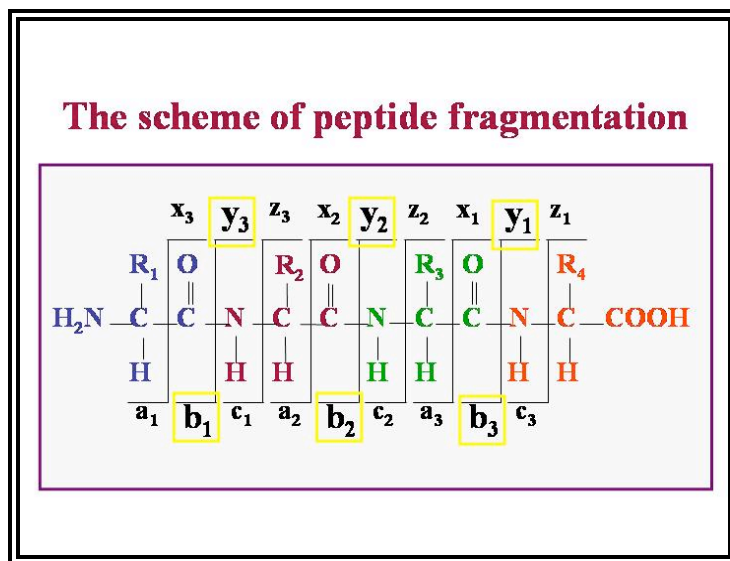 The scheme of peptide fragmentation
x3 y3 z3 x2 y2 z2 x1 y1 z1
R1 O R2 O R3 O R4
H2N C C N C C N C C N C COOH
H H H H H H H
a1 b1 c1 a2 b2 c2 a3 b3 c3